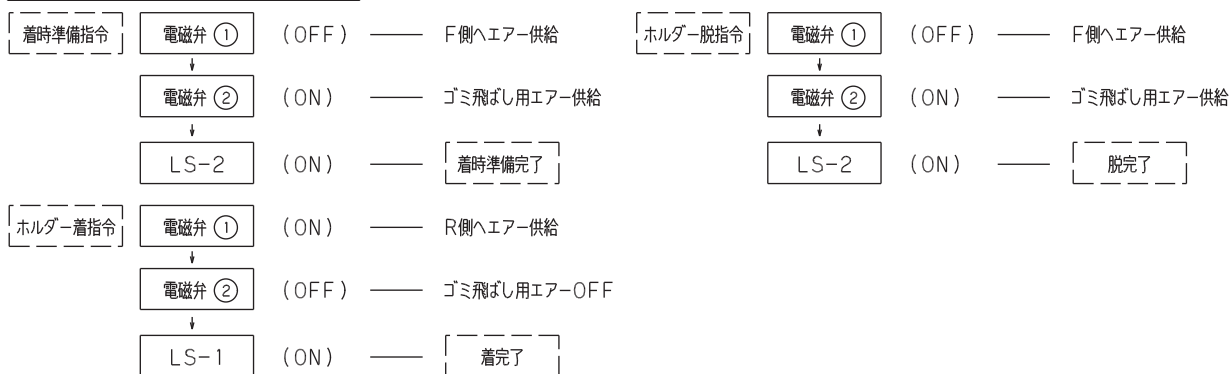 着時準備指令 電磁弁 ① (OFF) F側へエアー供給
電磁弁 ② (ON) ゴミ飛ばし用エアー供給
LS-2 (ON) 着時準備完了
ホルダー着指令 電磁弁 ① (ON) R側へエアー供給
電磁弁 ② (OFF) ゴミ飛ばし用エアーOFF
LS-1 (ON) 着完了
ホルダー脱指令 電磁弁 ① (OFF) F側へエアー供給
電磁弁 ② (ON) ゴミ飛ばし用エアー供給
LS-2 (ON) 脱完了